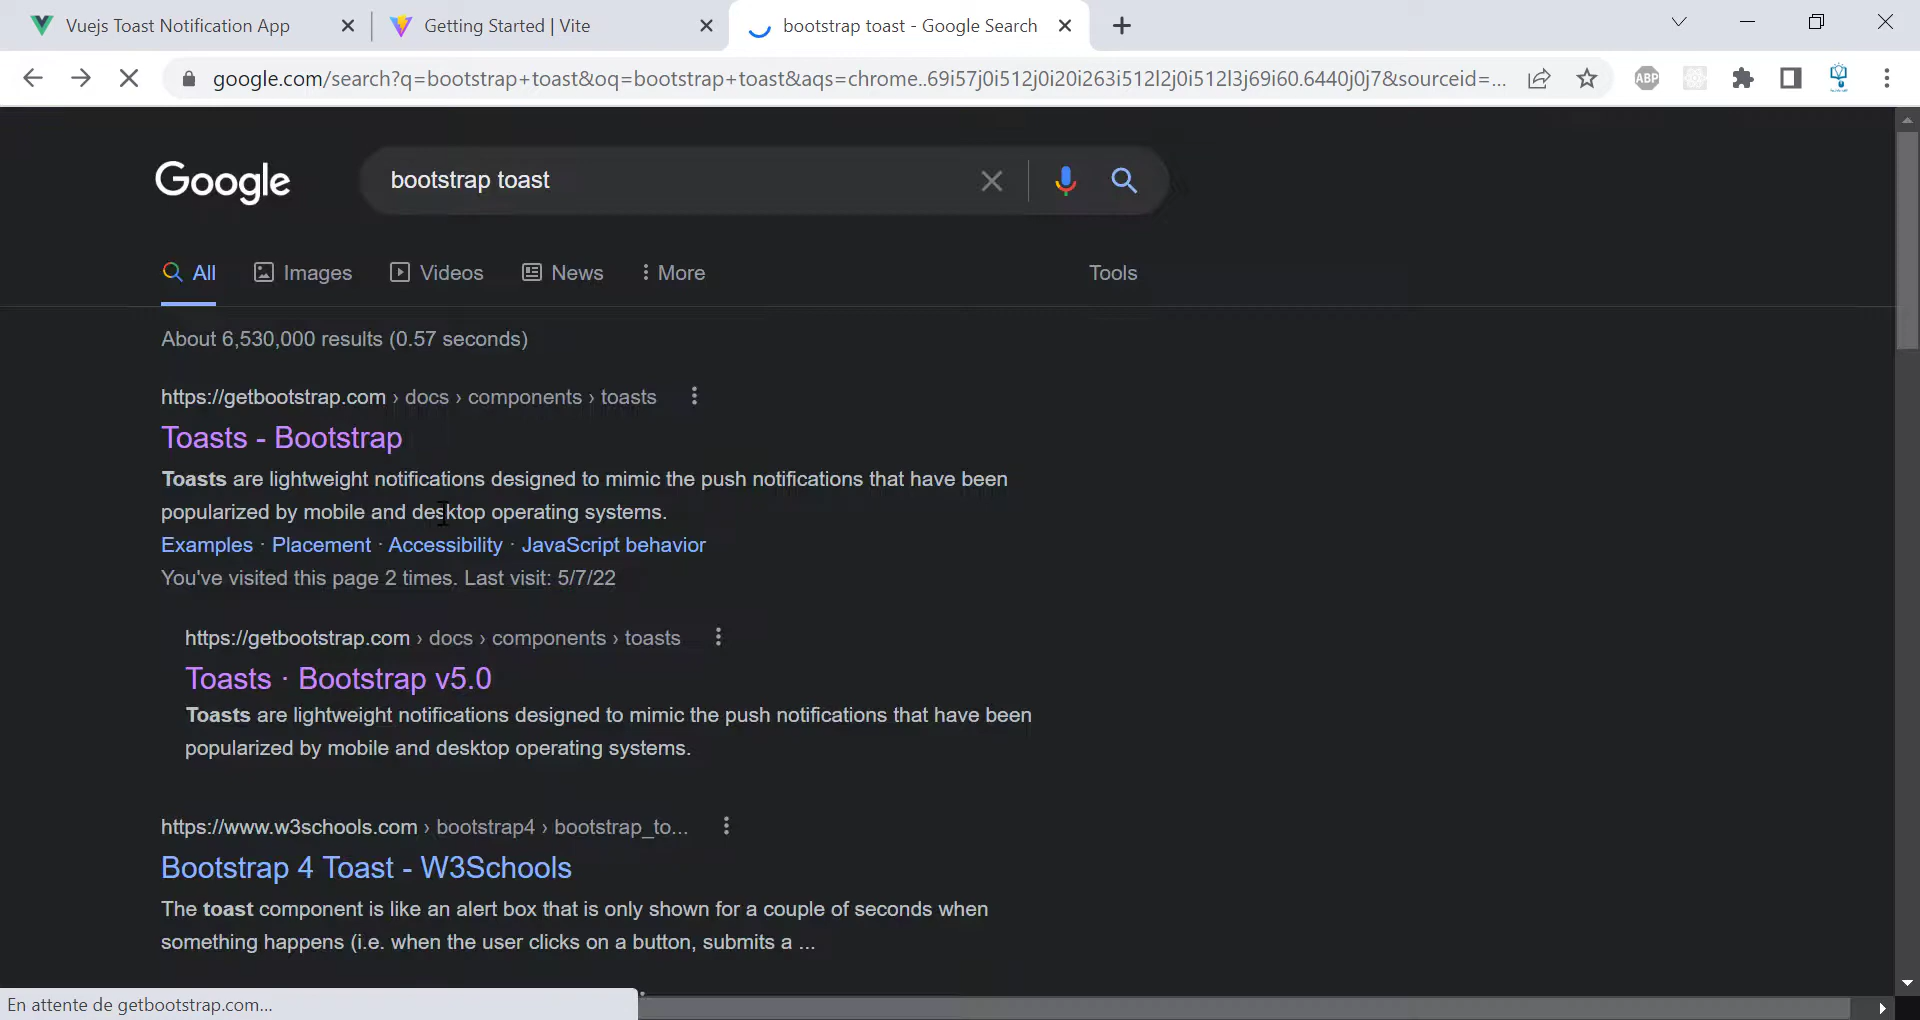 Vuejs Toast Notification App
Getting Started | Vite
bootstrap toast - Google Search
google.com/search?q=bootstrap+toast&oq=bootstrap+toast&aqs=chrome..69i57j0i512j0i20i263i512l2j0i512l3j69i60.6440j0j7&sourceid=...
ABP
Google
bootstrap toast
All
Images
Videos
News
More
Tools
About 6,530,000 results (0.57 seconds)
https://getbootstrap.com › docs › components › toasts
Toasts - Bootstrap
Toasts are lightweight notifications designed to mimic the push notifications that have been
popularized by mobile and desktop operating systems.
Examples · Placement · Accessibility · JavaScript behavior
You've visited this page 2 times. Last visit: 5/7/22
https://getbootstrap.com › docs › components › toasts
Toasts · Bootstrap v5.0
Toasts are lightweight notifications designed to mimic the push notifications that have been
popularized by mobile and desktop operating systems.
https://www.w3schools.com › bootstrap4 › bootstrap_to...
Bootstrap 4 Toast - W3Schools
The toast component is like an alert box that is only shown for a couple of seconds when
something happens (i.e. when the user clicks on a button, submits a ...
En attente de getbootstrap.com...